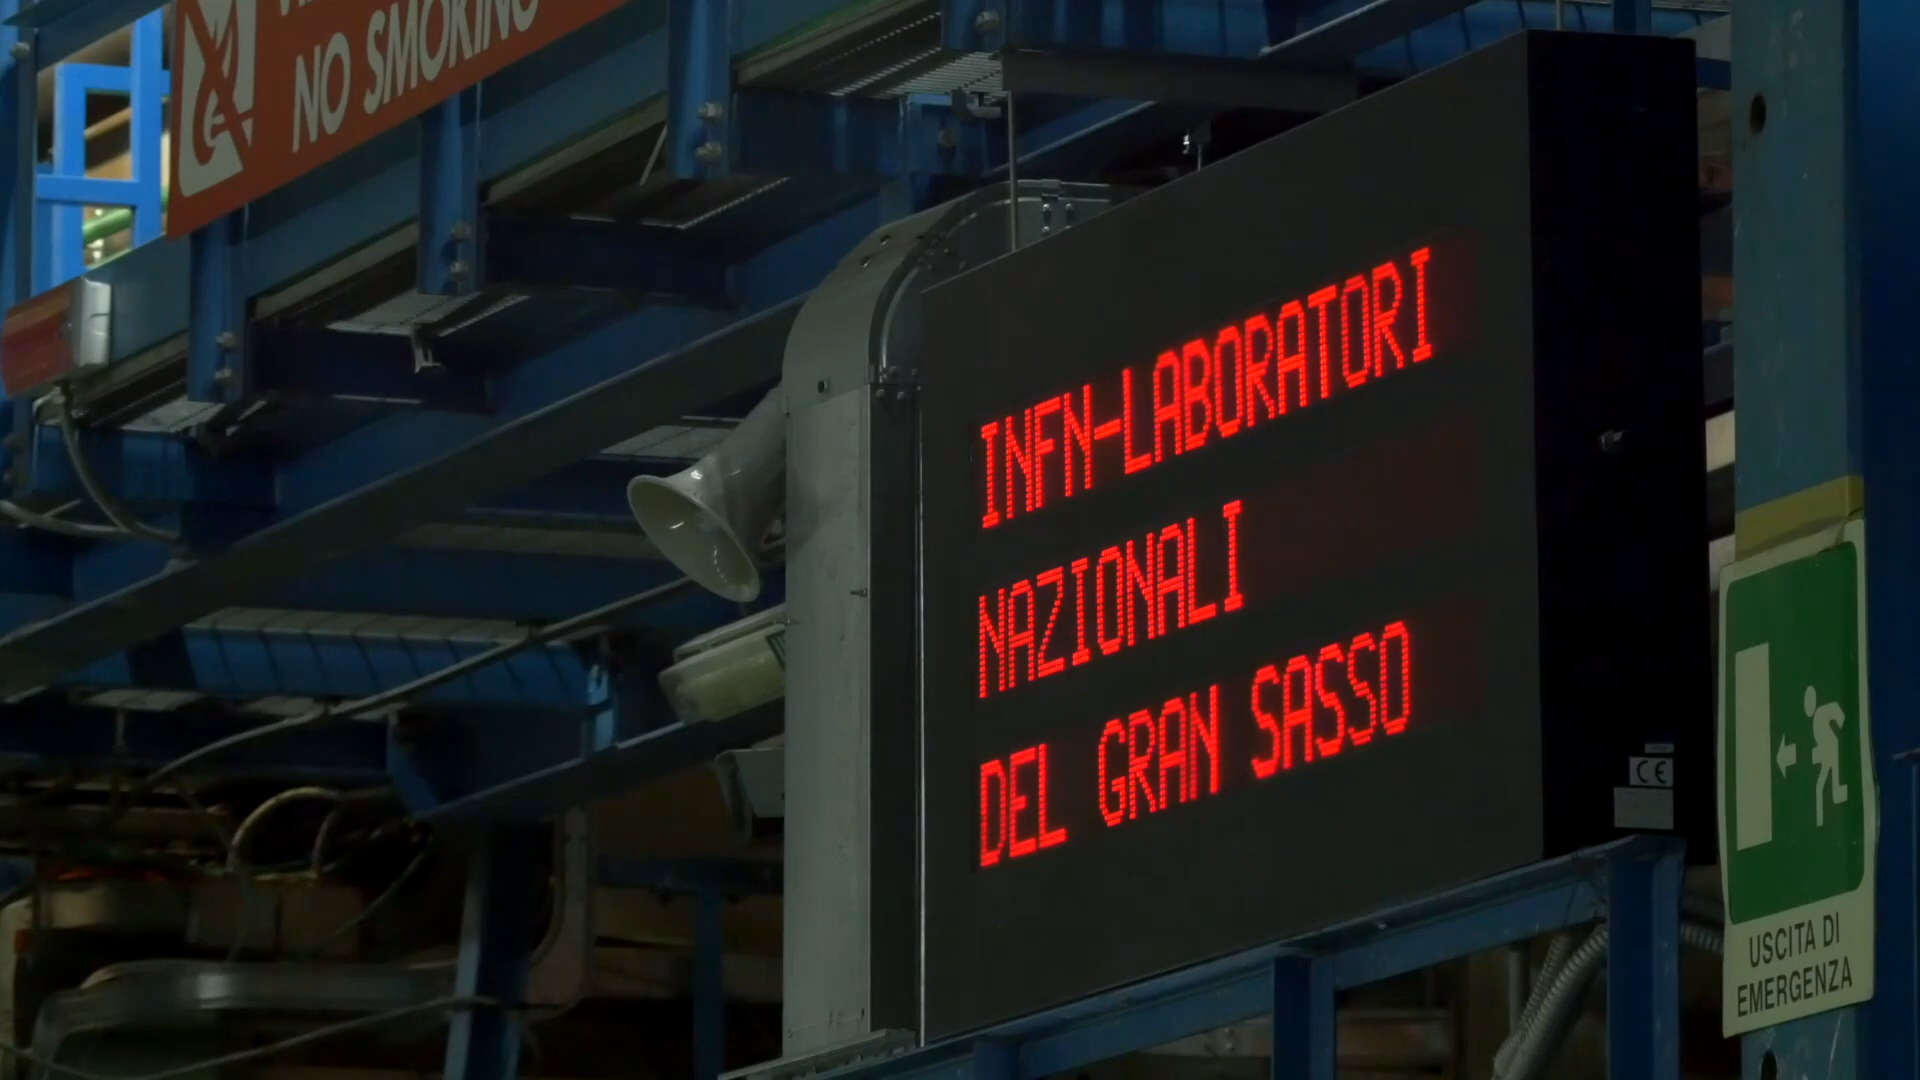 NO SMOKING
INFN-LABORATORI
NAZIONALI
DEL GRAN SASSO
CE
USCITA DI
EMERGENZA